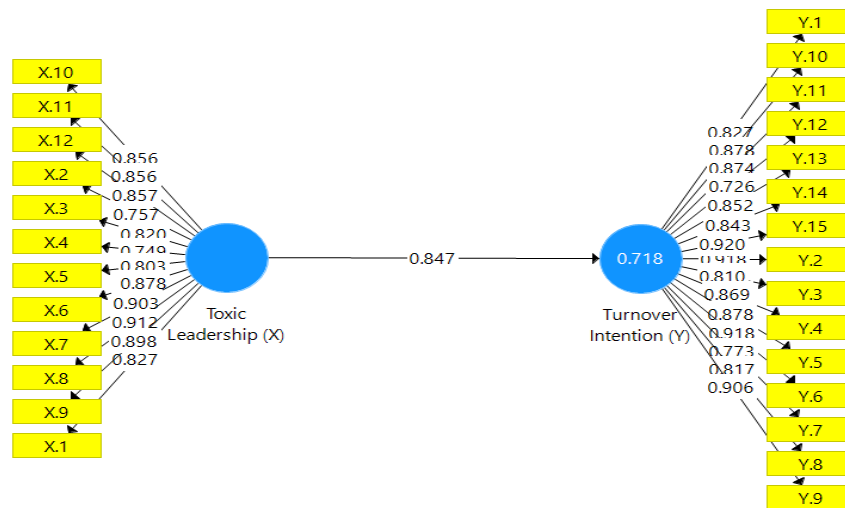 X.10
X.11
X.12
X.2
X.3
X.4
X.5
X.6
X.7
X.8
X.9
X.1
0.856
0.856
0.857
0.757
0.820
0.749
0.803
0.878
0.903
0.912
0.898
0.827
Toxic
Leadership (X)
0.847
0.718
Turnover
Intention (Y)
0.827
0.878
0.874
0.726
0.852
0.843
0.920
0.918
0.810
0.869
0.878
0.918
0.773
0.817
0.906
Y.1
Y.10
Y.11
Y.12
Y.13
Y.14
Y.15
Y.2
Y.3
Y.4
Y.5
Y.6
Y.7
Y.8
Y.9